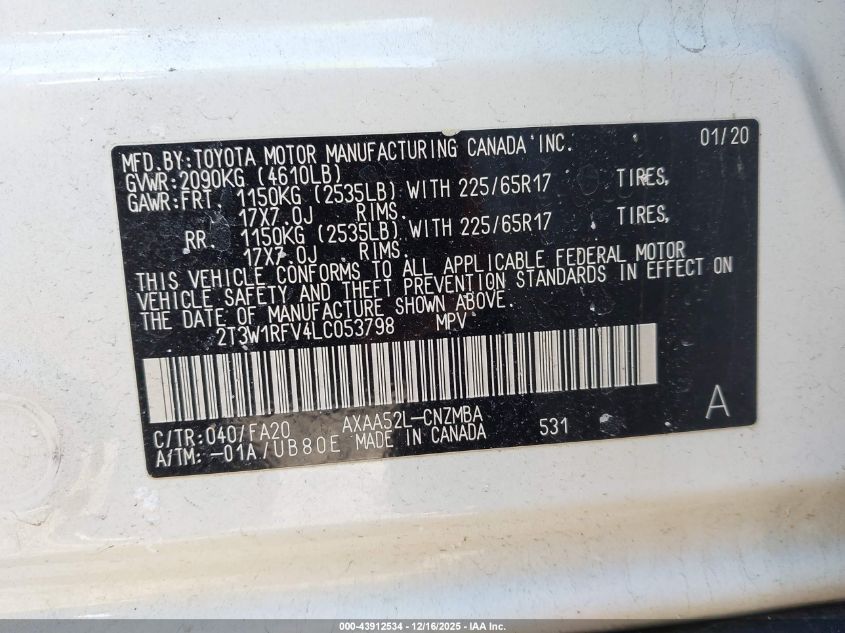 MFD.BY:TOYOTA MOTOR MANUFACTURING CANADA INC. 01/20
GVWR:2090KG (4610LB)
GAWR:FRT. 1150KG (2535LB) WITH 225/65R17 TIRES,
17X7.0J RIMS.
RR. 1150KG (2535LB) WITH 225/65R17 TIRES,
17X7.0J RIMS.
THIS VEHICLE CONFORMS TO ALL APPLICABLE FEDERAL MOTOR
VEHICLE SAFETY AND THEFT PREVENTION STANDARDS IN EFFECT ON
THE DATE OF MANUFACTURE SHOWN ABOVE.
2T3W1RFV4LC053798 MPV
C/TR:040/FA20 AXAA52L-CNZMBA 531 A
A/TM:-01A/UB80E MADE IN CANADA
000-43912534 - 12/16/2025 - IAA Inc.